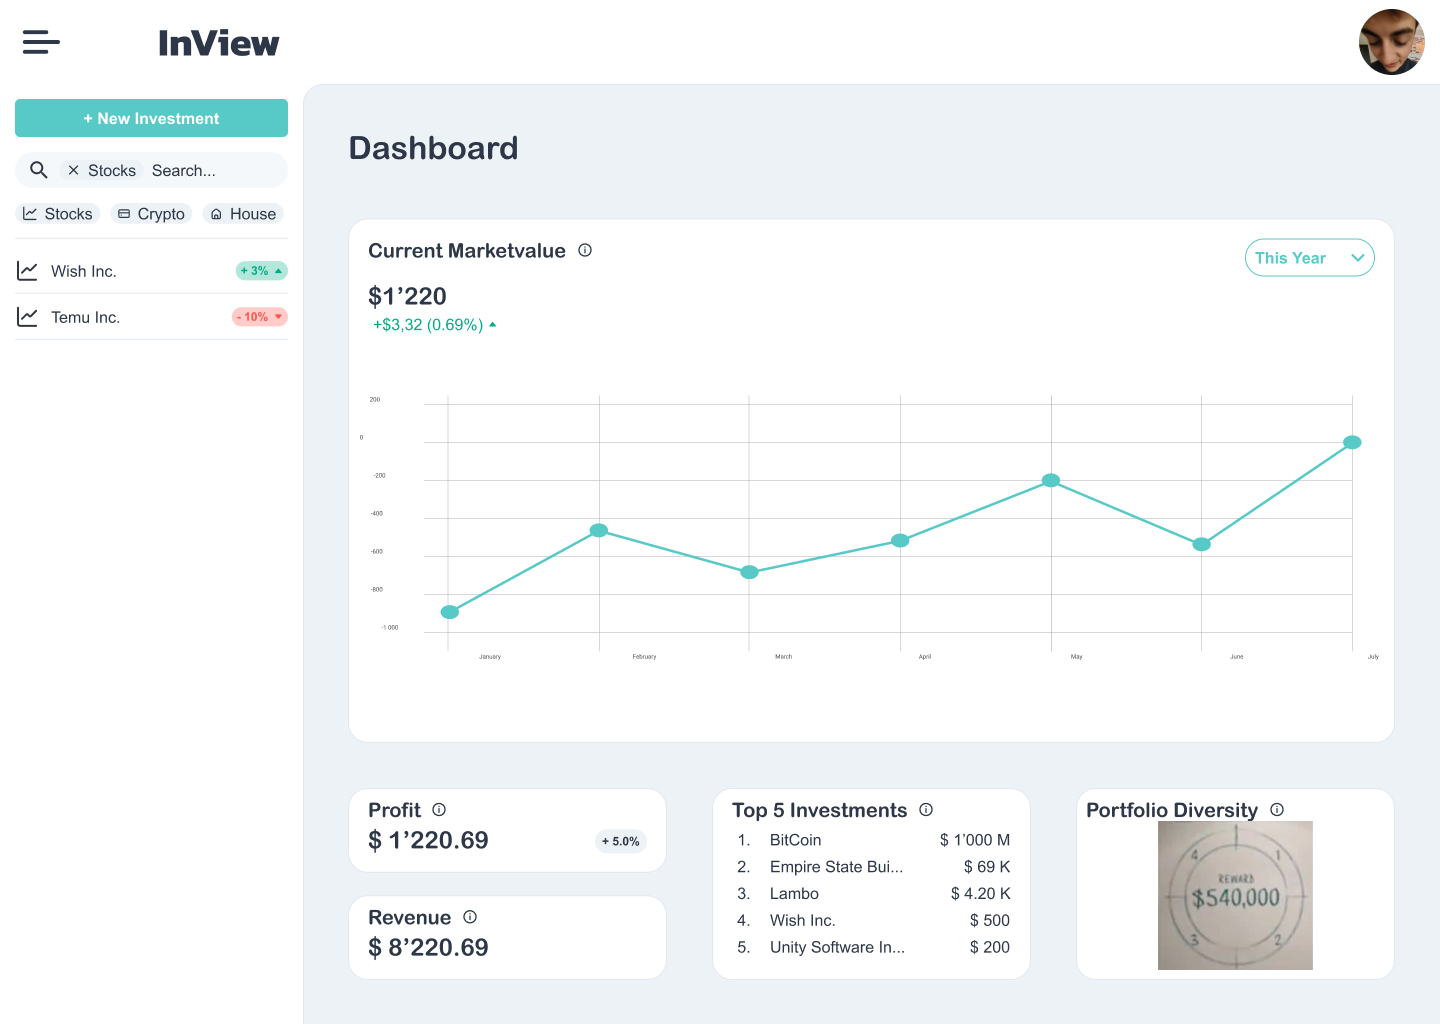 InView
+ New Investment
Stocks Search...
Stocks Crypto House
Wish Inc. + 3%
Temu Inc. - 10%
Dashboard
Current Marketvalue
This Year
$1’220
+$3,32 (0.69%)
200
0
-200
-400
-600
-800
-1 000
January February March April May June July
Profit
$ 1’220.69 + 5.0%
Revenue
$ 8’220.69
Top 5 Investments
1. BitCoin $ 1’000 M
2. Empire State Bui... $ 69 K
3. Lambo $ 4.20 K
4. Wish Inc. $ 500
5. Unity Software In... $ 200
Portfolio Diversity
4 1
REWARD
$540,000
3 2